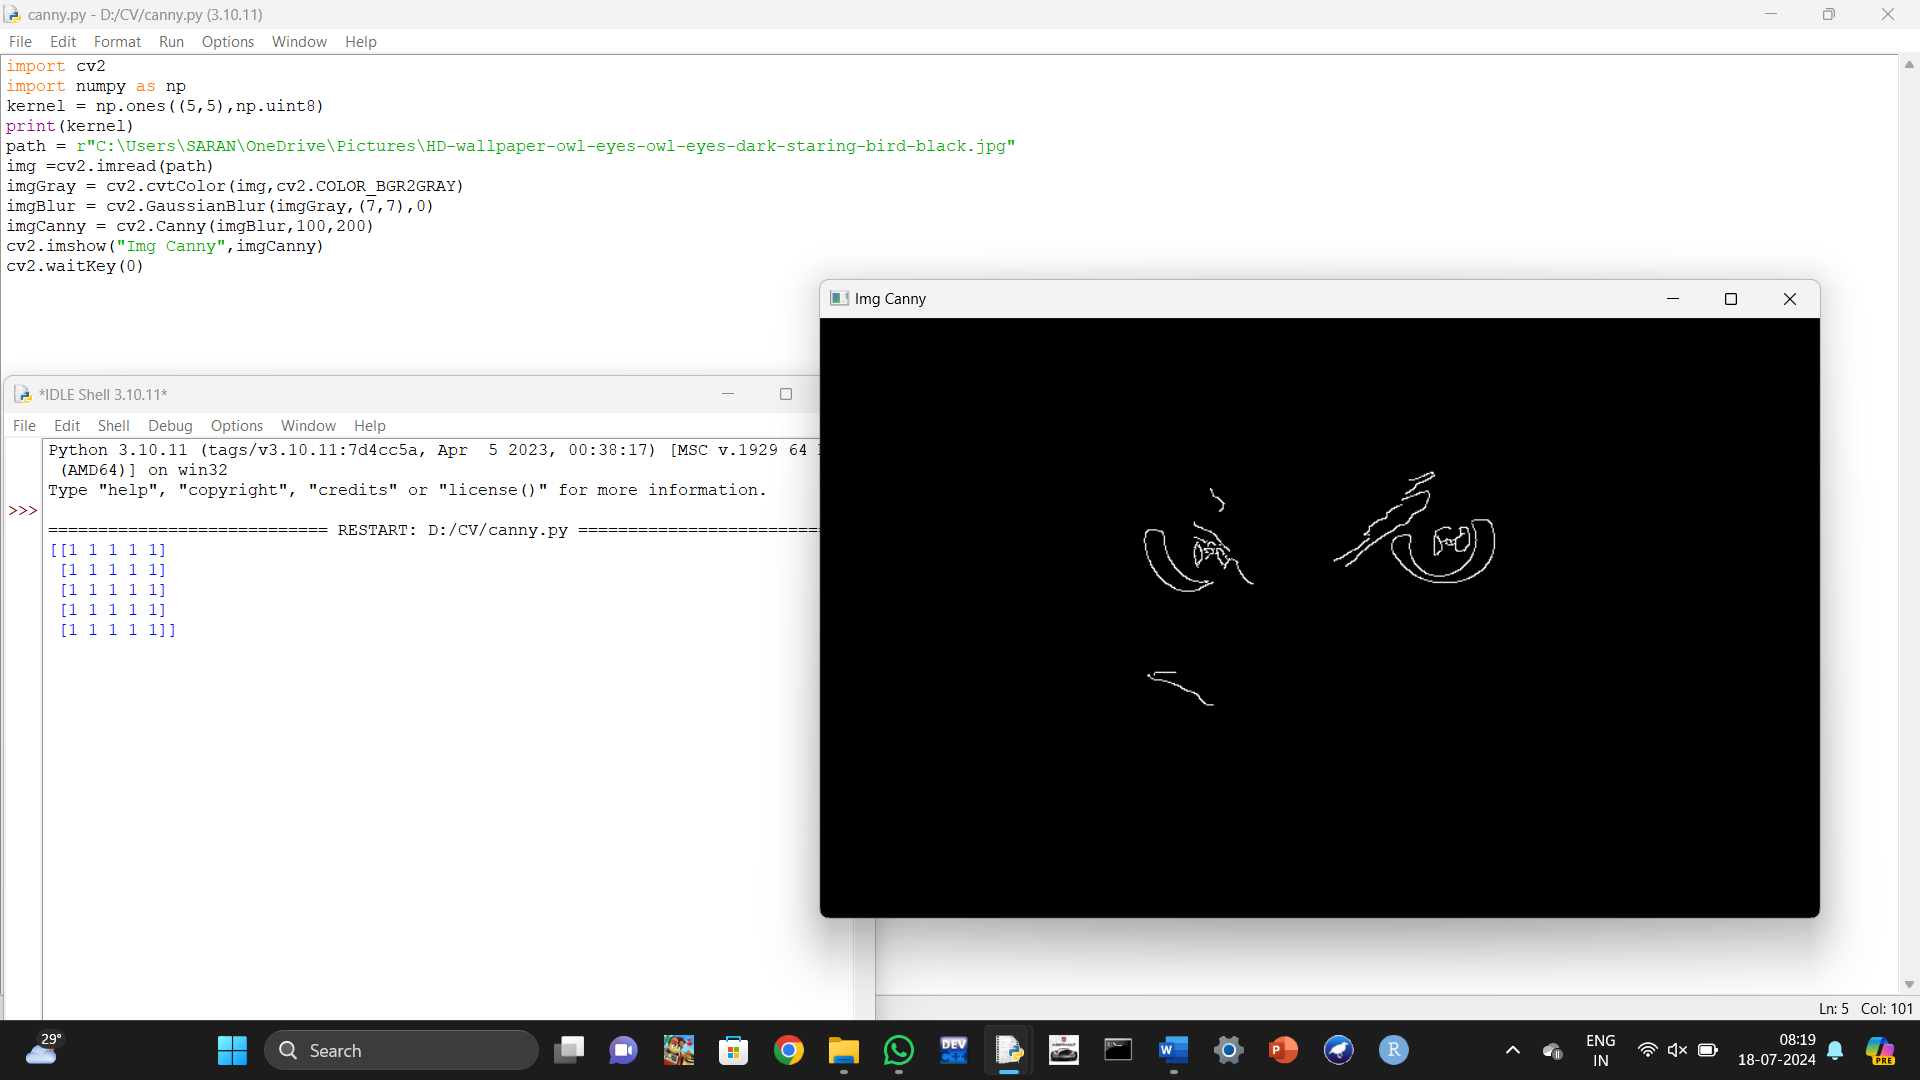 canny.py - D:/CV/canny.py (3.10.11)
File Edit Format Run Options Window Help
import cv2
import numpy as np
kernel = np.ones((5,5),np.uint8)
print(kernel)
path = r"C:\Users\SARAN\OneDrive\Pictures\HD-wallpaper-owl-eyes-owl-eyes-dark-staring-bird-black.jpg"
img =cv2.imread(path)
imgGray = cv2.cvtColor(img,cv2.COLOR_BGR2GRAY)
imgBlur = cv2.GaussianBlur(imgGray,(7,7),0)
imgCanny = cv2.Canny(imgBlur,100,200)
cv2.imshow("Img Canny",imgCanny)
cv2.waitKey(0)
Img Canny
*IDLE Shell 3.10.11*
File Edit Shell Debug Options Window Help
Python 3.10.11 (tags/v3.10.11:7d4cc5a, Apr  5 2023, 00:38:17) [MSC v.1929 64
(AMD64)] on win32
Type "help", "copyright", "credits" or "license()" for more information.
>>>
============================ RESTART: D:/CV/canny.py =========================
[[1 1 1 1 1]
 [1 1 1 1 1]
 [1 1 1 1 1]
 [1 1 1 1 1]
 [1 1 1 1 1]]
Ln: 5 Col: 101
29°
Search
DEV
C++
ASPHALT
W
P
R
ENG
IN
08:19
18-07-2024
PRE